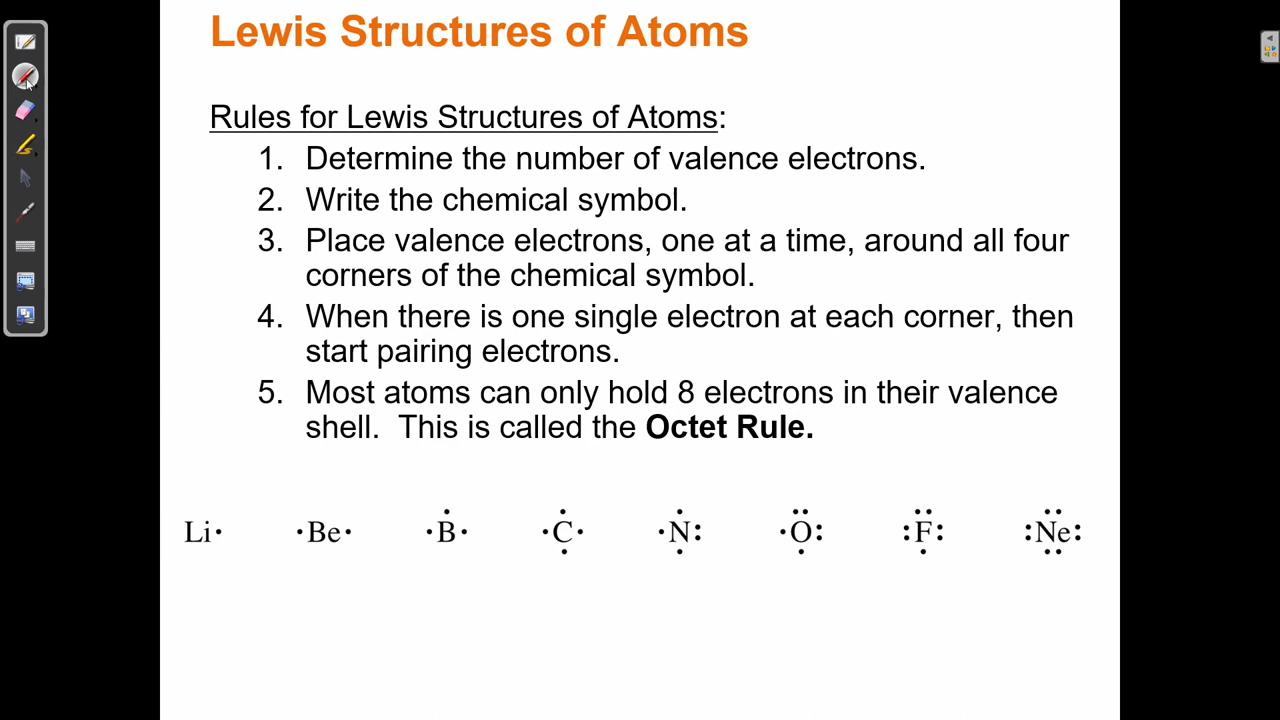 Lewis Structures of Atoms
Rules for Lewis Structures of Atoms:
1. Determine the number of valence electrons.
2. Write the chemical symbol.
3. Place valence electrons, one at a time, around all four
corners of the chemical symbol.
4. When there is one single electron at each corner, then
start pairing electrons.
5. Most atoms can only hold 8 electrons in their valence
shell. This is called the Octet Rule.
Li· ·Be· ·B· ·C· ·N: ·O: :F: :Ne: